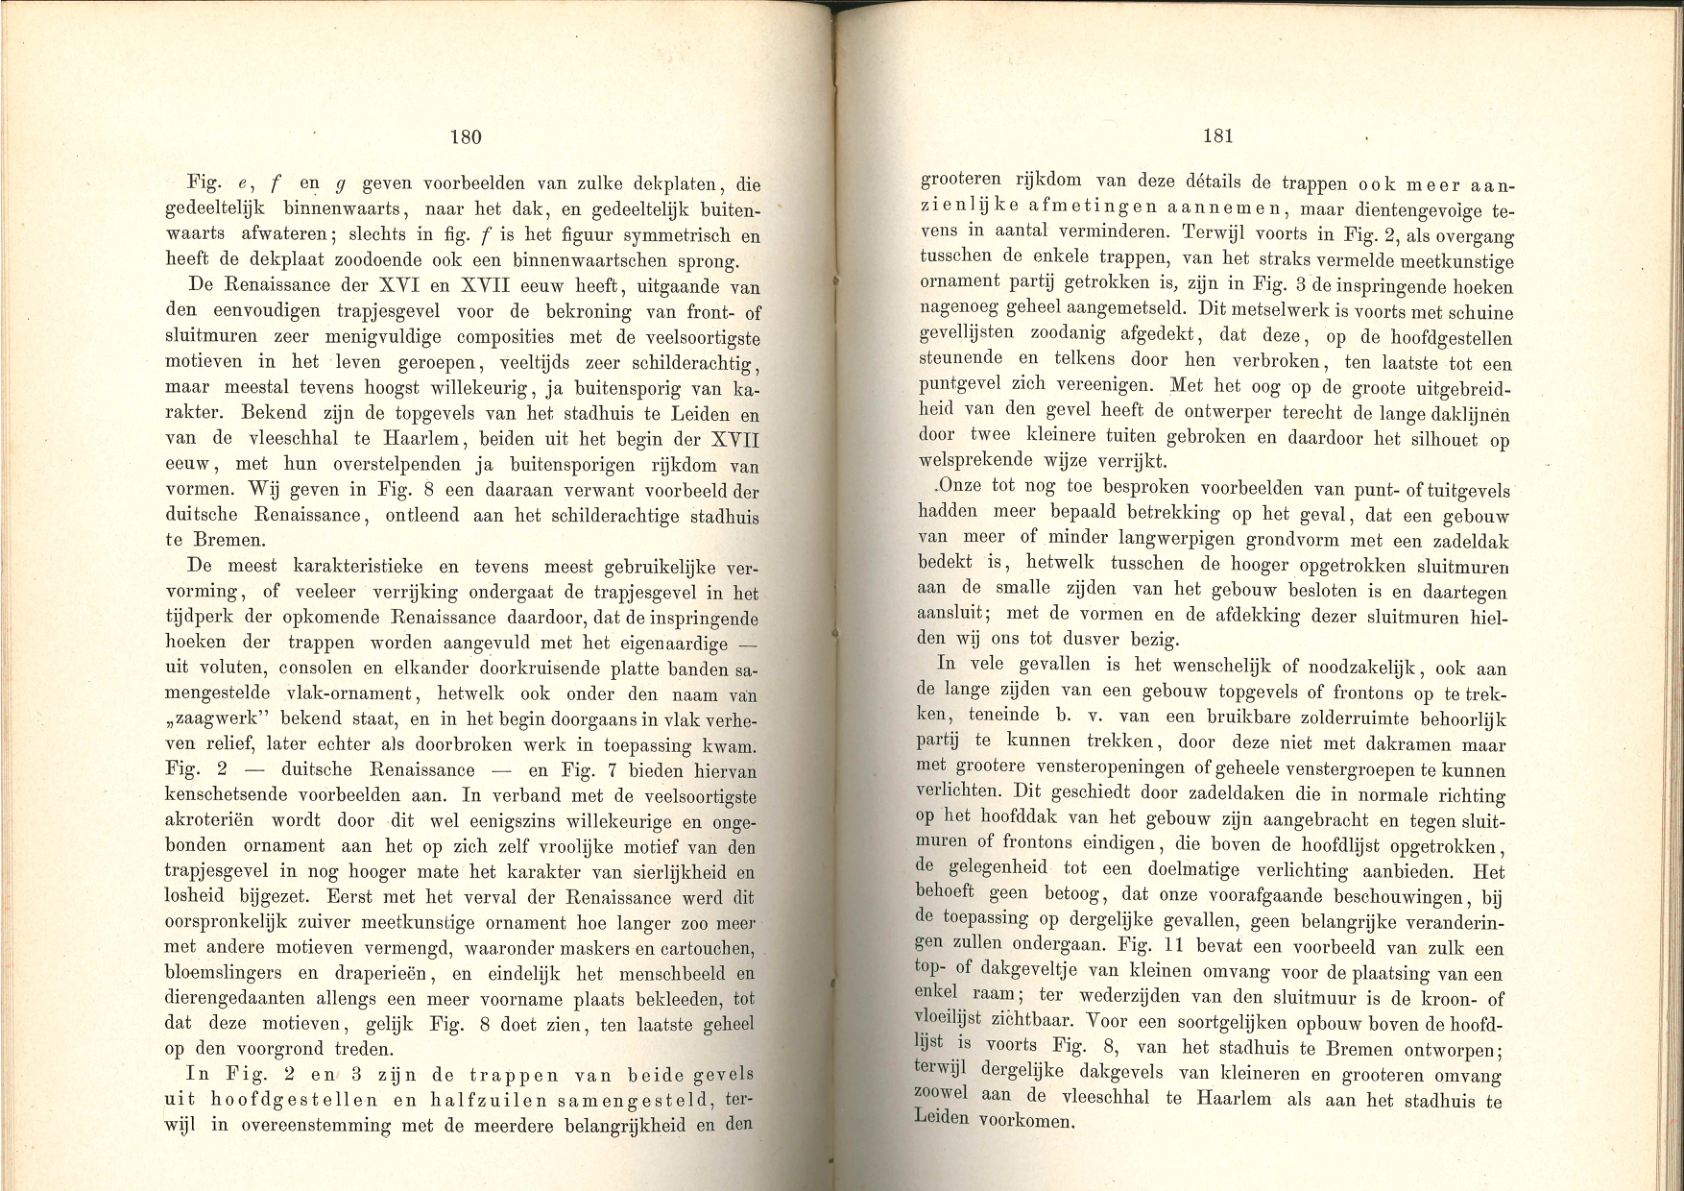 180
Fig. e, f en g geven voorbeelden van zulke dekplaten, die
gedeeltelijk binnenwaarts, naar het dak, en gedeeltelijk buiten-
waarts afwateren; slechts in fig. f is het figuur symmetrisch en
heeft de dekplaat zoodoende ook een binnenwaartschen sprong.
De Renaissance der XVI en XVII eeuw heeft, uitgaande van
den eenvoudigen trapjesgevel voor de bekroning van front- of
sluitmuren zeer menigvuldige composities met de veelsoortigste
motieven in het leven geroepen, veeltijds zeer schilderachtig,
maar meestal tevens hoogst willekeurig, ja buitensporig van ka-
rakter. Bekend zijn de topgevels van het stadhuis te Leiden en
van de vleeschhal te Haarlem, beiden uit het begin der XVII
eeuw, met hun overstelpenden ja buitensporigen rijkdom van
vormen. Wij geven in Fig. 8 een daaraan verwant voorbeeld der
duitsche Renaissance, ontleend aan het schilderachtige stadhuis
te Bremen.
De meest karakteristieke en tevens meest gebruikelijke ver-
vorming, of veeleer verrijking ondergaat de trapjesgevel in het
tijdperk der opkomende Renaissance daardoor, dat de inspringende
hoeken der trappen worden aangevuld met het eigenaardige —
uit voluten, consolen en elkander doorkruisende platte banden sa-
mengestelde vlak-ornament, hetwelk ook onder den naam van
„zaagwerk” bekend staat, en in het begin doorgaans in vlak verhe-
ven relief, later echter als doorbroken werk in toepassing kwam.
Fig. 2 — duitsche Renaissance — en Fig. 7 bieden hiervan
kenschetsende voorbeelden aan. In verband met de veelsoortigste
akroteriën wordt door dit wel eenigszins willekeurige en onge-
bonden ornament aan het op zich zelf vroolijke motief van den
trapjesgevel in nog hooger mate het karakter van sierlijkheid en
losheid bijgezet. Eerst met het verval der Renaissance werd dit
oorspronkelijk zuiver meetkunstige ornament hoe langer zoo meer
met andere motieven vermengd, waaronder maskers en cartouchen,
bloemslingers en draperieën, en eindelijk het menschbeeld en
dierengedaanten allengs een meer voorname plaats bekleeden, tot
dat deze motieven, gelijk Fig. 8 doet zien, ten laatste geheel
op den voorgrond treden.
In Fig. 2 en 3 zijn de trappen van beide gevels
uit hoofdgestellen en halfzuilen samengesteld, ter-
wijl in overeenstemming met de meerdere belangrijkheid en den
181
grooteren rijkdom van deze détails de trappen ook meer aan-
zienlijke afmetingen aannemen, maar dientengevolge te-
vens in aantal verminderen. Terwijl voorts in Fig. 2, als overgang
tusschen de enkele trappen, van het straks vermelde meetkunstige
ornament partij getrokken is, zijn in Fig. 3 de inspringende hoeken
nagenoeg geheel aangemetseld. Dit metselwerk is voorts met schuine
gevellijsten zoodanig afgedekt, dat deze, op de hoofdgestellen
steunende en telkens door hen verbroken, ten laatste tot een
puntgevel zich vereenigen. Met het oog op de groote uitgebreid-
heid van den gevel heeft de ontwerper terecht de lange daklijnen
door twee kleinere tuiten gebroken en daardoor het silhouet op
welsprekende wijze verrijkt.
Onze tot nog toe besproken voorbeelden van punt- of tuitgevels
hadden meer bepaald betrekking op het geval, dat een gebouw
van meer of minder langwerpigen grondvorm met een zadeldak
bedekt is, hetwelk tusschen de hooger opgetrokken sluitmuren
aan de smalle zijden van het gebouw besloten is en daartegen
aansluit; met de vormen en de afdekking dezer sluitmuren hiel-
den wij ons tot dusver bezig.
In vele gevallen is het wenschelijk of noodzakelijk, ook aan
de lange zijden van een gebouw topgevels of frontons op te trek-
ken, teneinde b. v. van een bruikbare zolderruimte behoorlijk
partij te kunnen trekken, door deze niet met dakramen maar
met grootere vensteropeningen of geheele venstergroepen te kunnen
verlichten. Dit geschiedt door zadeldaken die in normale richting
op het hoofddak van het gebouw zijn aangebracht en tegen sluit-
muren of frontons eindigen, die boven de hoofdlijst opgetrokken,
de gelegenheid tot een doelmatige verlichting aanbieden. Het
behoeft geen betoog, dat onze voorafgaande beschouwingen, bij
de toepassing op dergelijke gevallen, geen belangrijke veranderin-
gen zullen ondergaan. Fig. 11 bevat een voorbeeld van zulk een
top- of dakgeveltje van kleinen omvang voor de plaatsing van een
enkel raam; ter wederzijden van den sluitmuur is de kroon- of
vloeilijst zichtbaar. Voor een soortgelijken opbouw boven de hoofd-
lijst is voorts Fig. 8, van het stadhuis te Bremen ontworpen;
terwijl dergelijke dakgevels van kleineren en grooteren omvang
zoowel aan de vleeschhal te Haarlem als aan het stadhuis te
Leiden voorkomen.